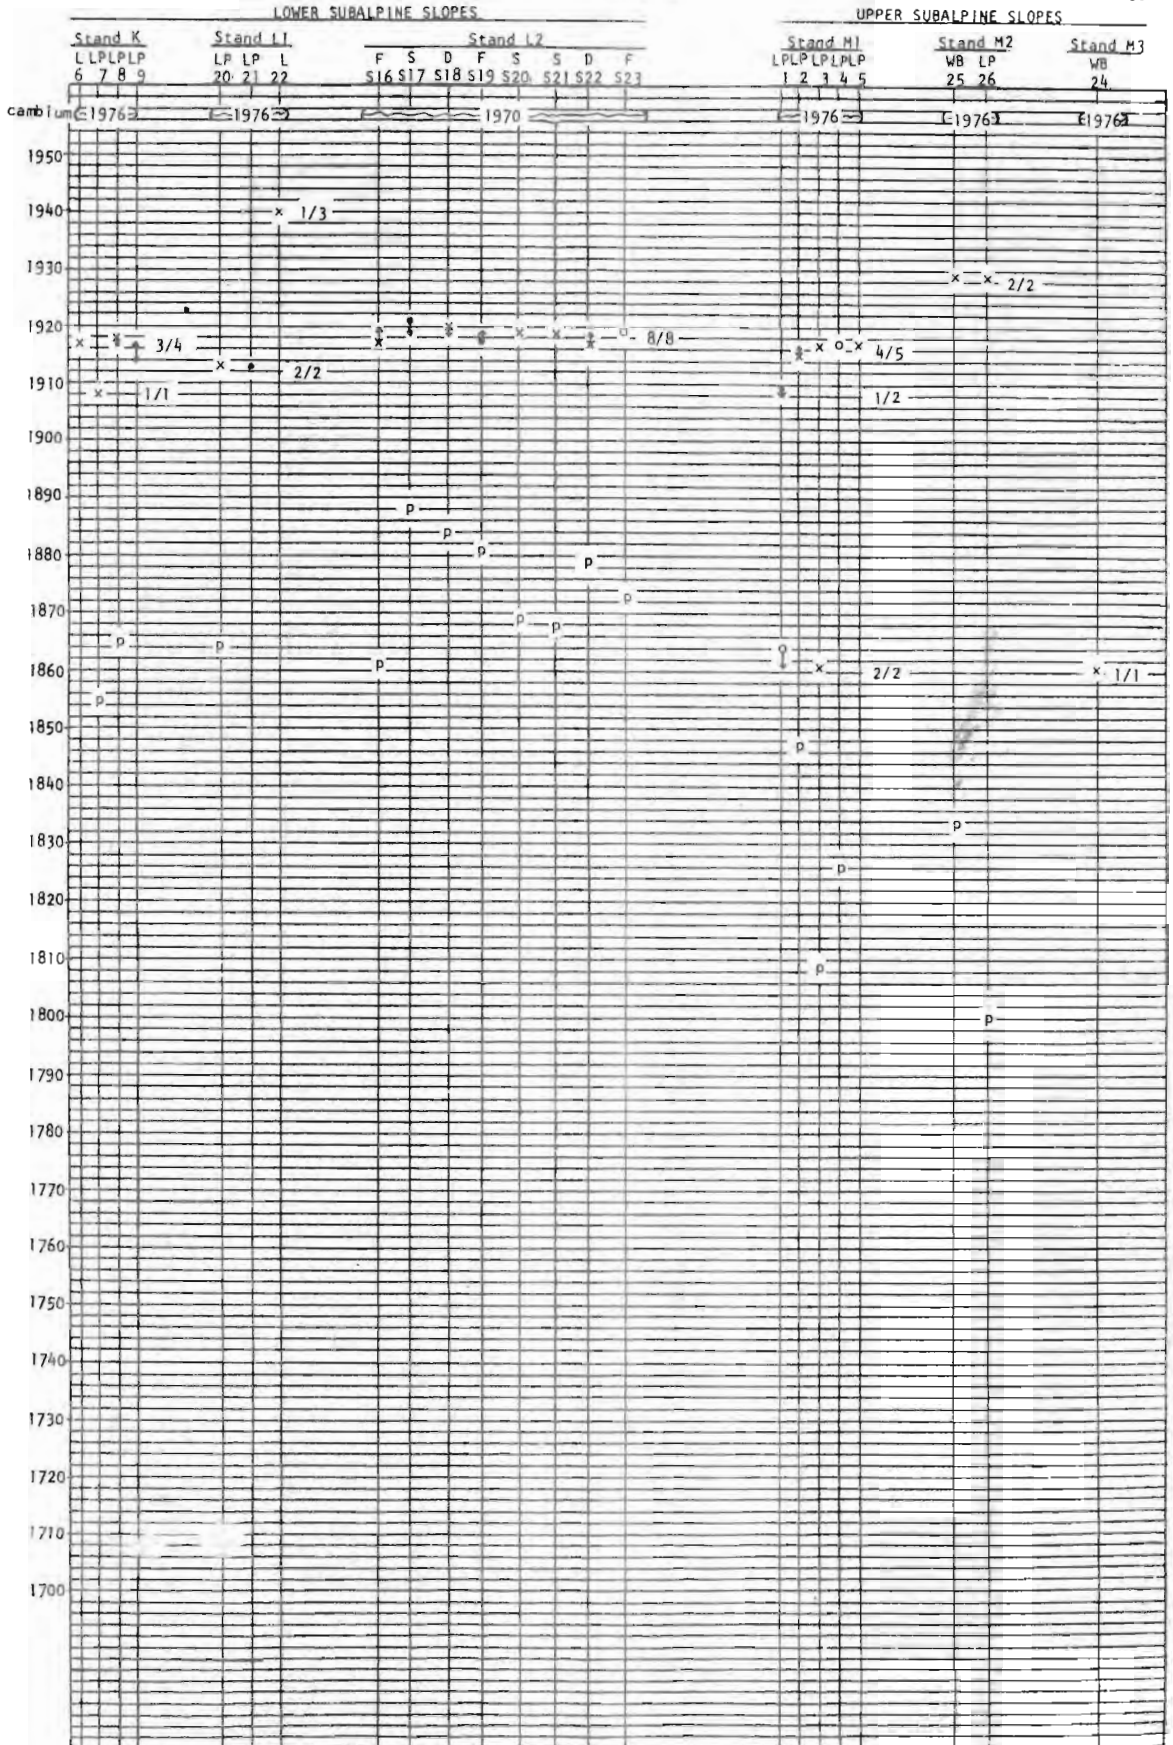 LOWER SUBALPINE SLOPES UPPER SUBALPINE SLOPES
Stand K Stand L1 Stand L2 Stand M1 Stand M2 Stand M3
L LP LP LP LP LP L F S D F S S D F LP LP LP LP LP WB LP WB
6 7 8 9 20 21 22 S16 S17 S18 S19 S20 S21 S22 S23 1 2 3 4 5 25 26 24
cambium 1976 1976 1970 1976 1976 1976
1950
1940 x 1/3
1930 x x 2/2
1920 x x 3/4 x x x x x x x 8/8 x x o x 4/5
1910 x 1/1 x 2/2 1/2
1900
1890 p
1880 p p p
1870 p p p
1860 p p p o x 2/2 x 1/1
1850 p p
1840
1830 p p
1820
1810 p
1800 p
1790
1780
1770
1760
1750
1740
1730
1720
1710
1700